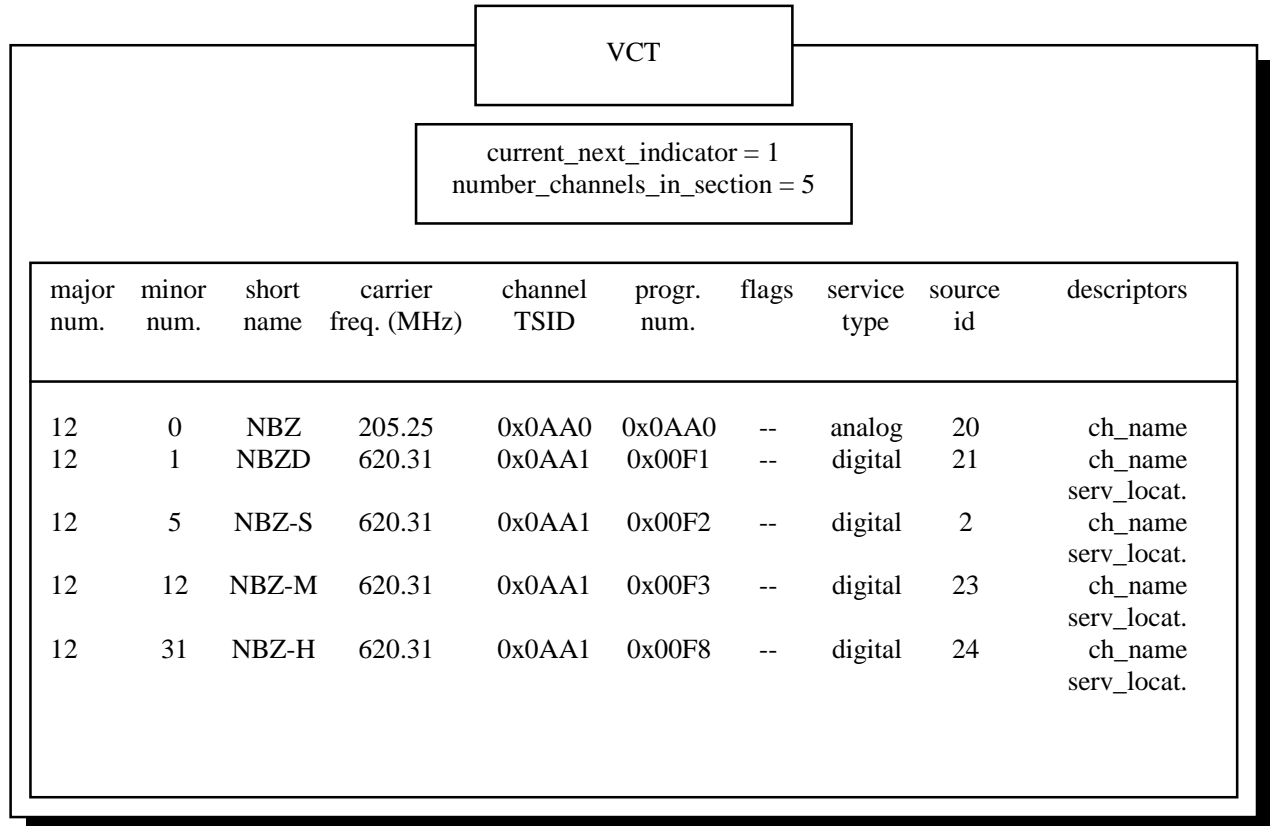 VCT
current_next_indicator = 1
number_channels_in_section = 5
major minor short carrier channel progr. flags service source descriptors
num. num. name freq. (MHz) TSID num. type id
12 0 NBZ 205.25 0x0AA0 0x0AA0 -- analog 20 ch_name
12 1 NBZD 620.31 0x0AA1 0x00F1 -- digital 21 ch_name
serv_locat.
12 5 NBZ-S 620.31 0x0AA1 0x00F2 -- digital 2 ch_name
serv_locat.
12 12 NBZ-M 620.31 0x0AA1 0x00F3 -- digital 23 ch_name
serv_locat.
12 31 NBZ-H 620.31 0x0AA1 0x00F8 -- digital 24 ch_name
serv_locat.